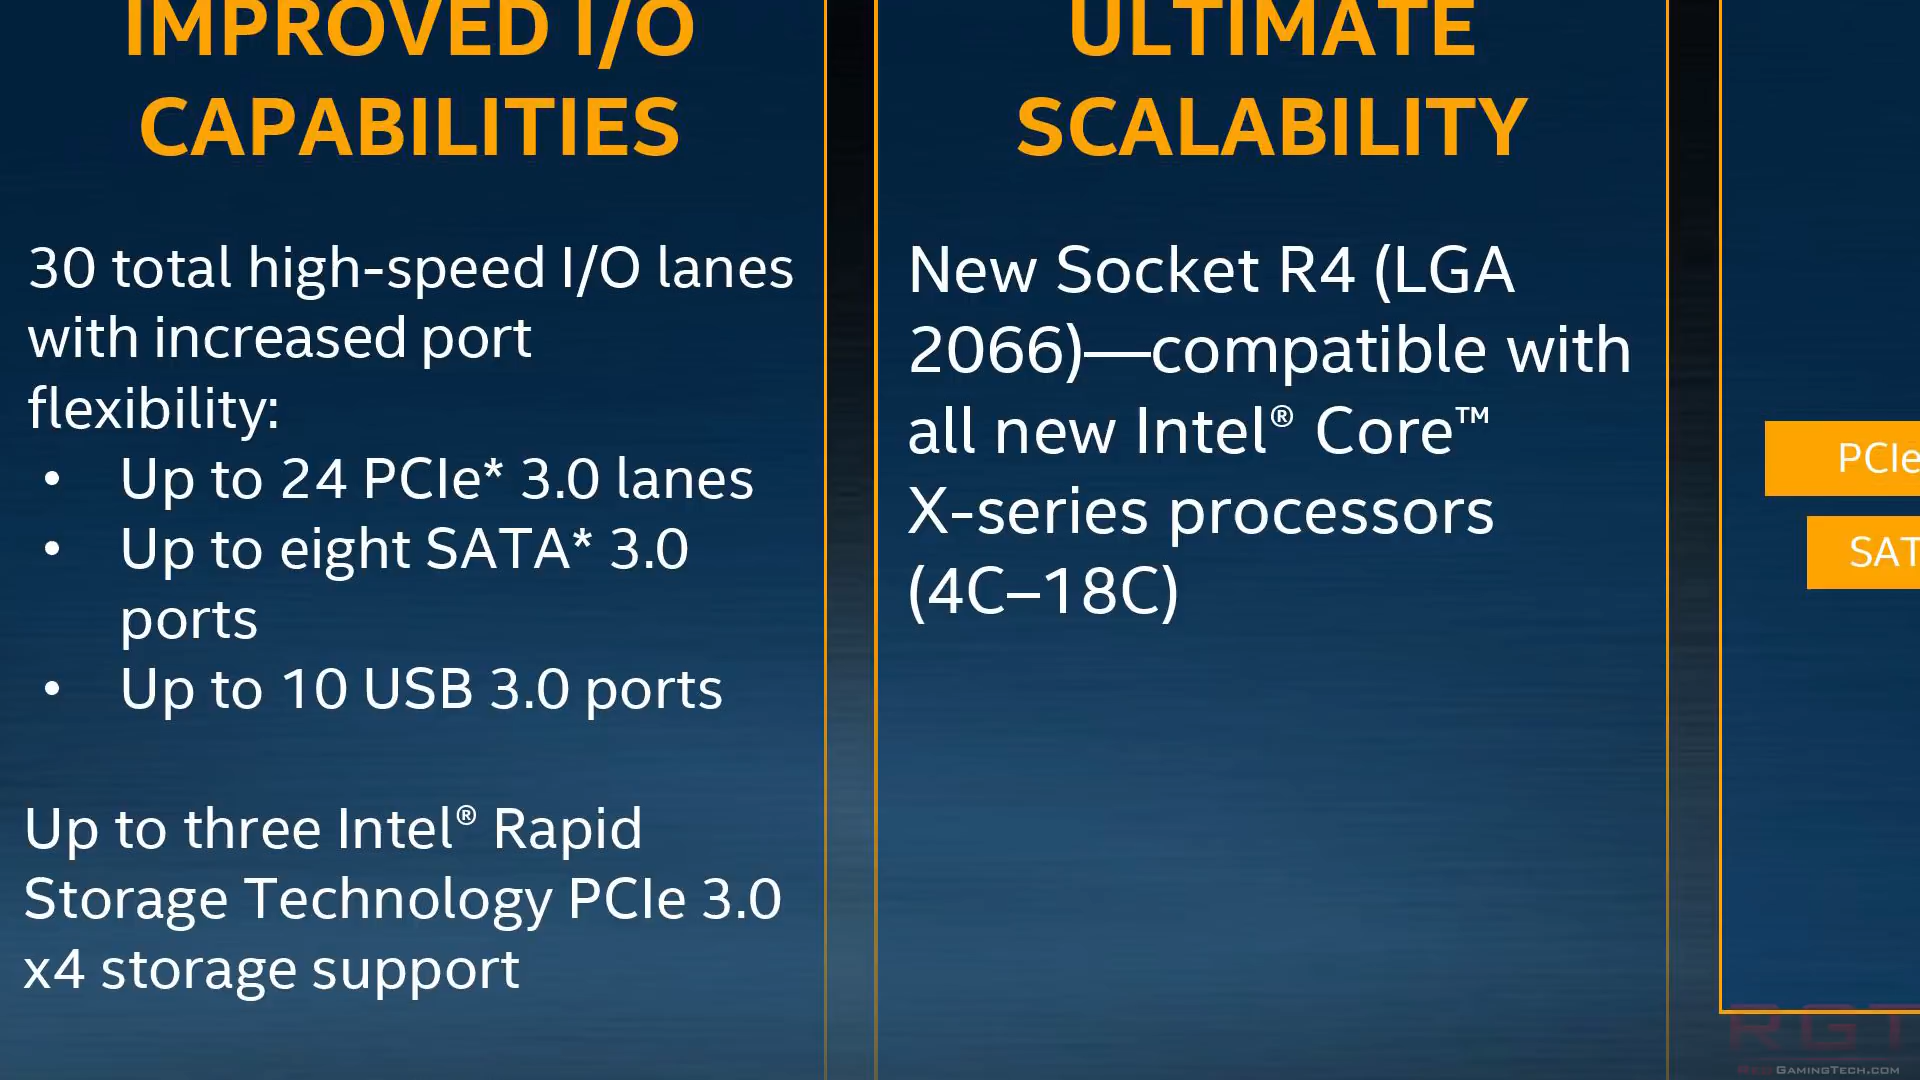 IMPROVED I/O
CAPABILITIES
30 total high-speed I/O lanes
with increased port
flexibility:
• Up to 24 PCIe* 3.0 lanes
• Up to eight SATA* 3.0
ports
• Up to 10 USB 3.0 ports
Up to three Intel® Rapid
Storage Technology PCIe 3.0
x4 storage support
ULTIMATE
SCALABILITY
New Socket R4 (LGA
2066)—compatible with
all new Intel® Core™
X-series processors
(4C–18C)
PCIe
SAT
RGT
REDGAMINGTECH.COM